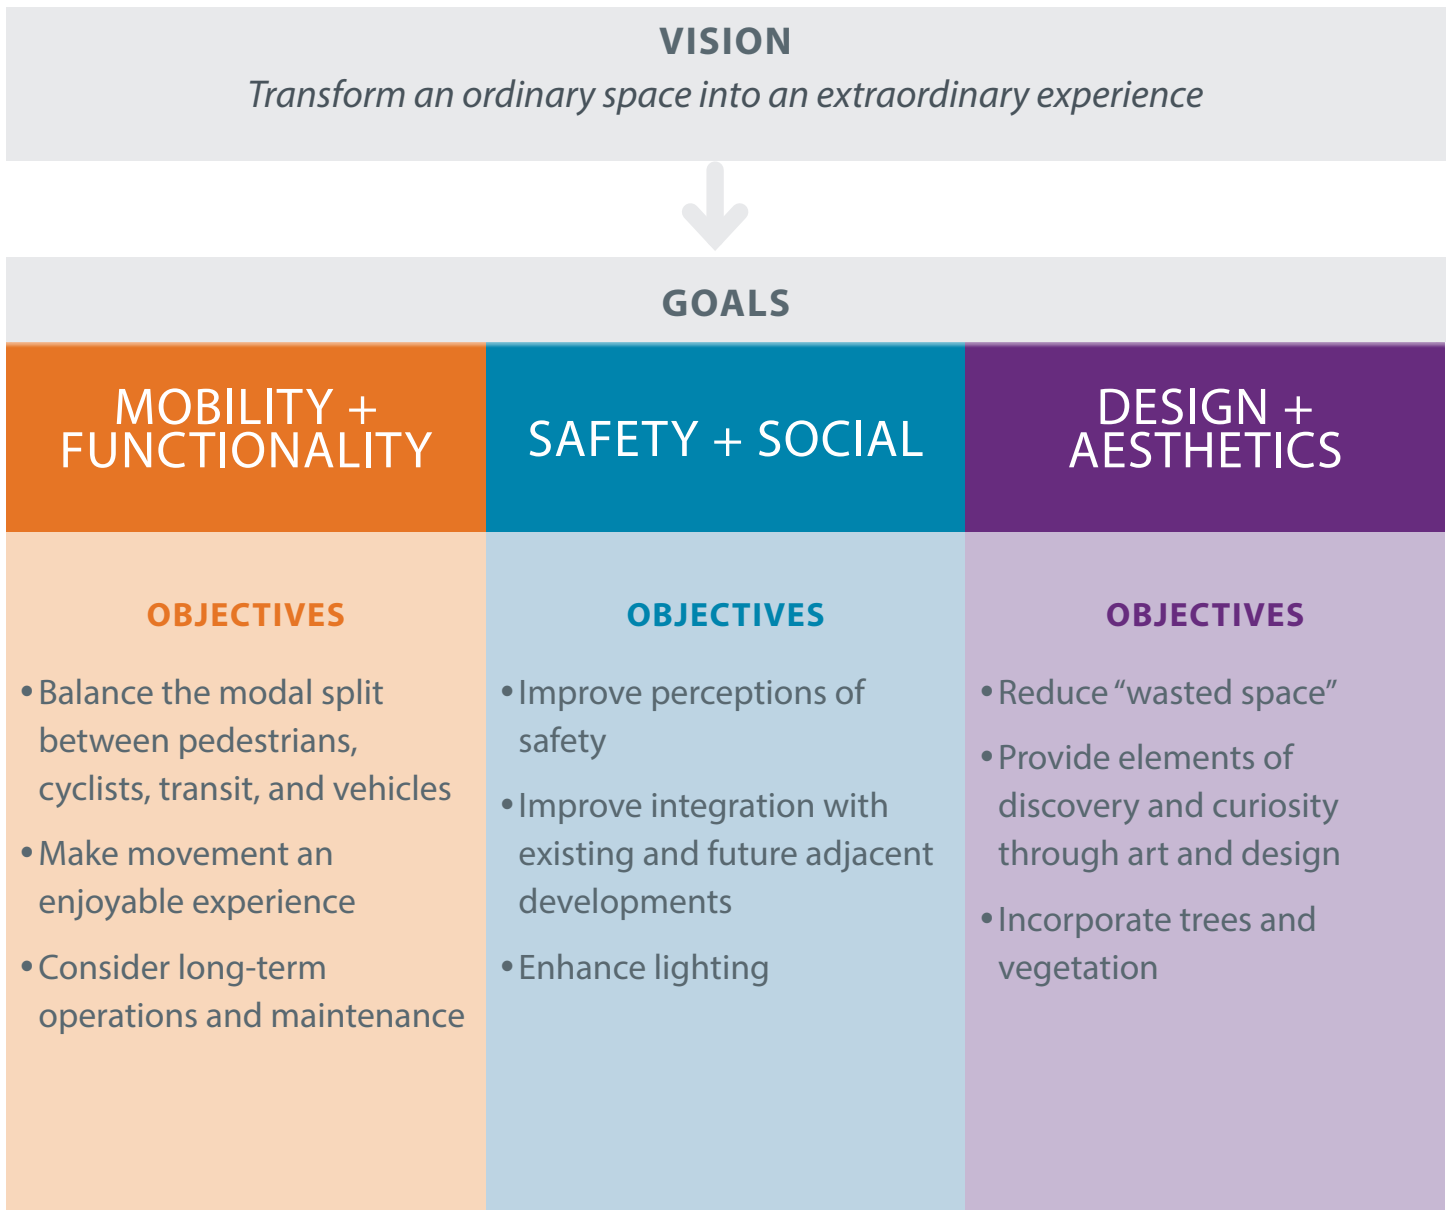 VISION
Transform an ordinary space into an extraordinary experience
GOALS
MOBILITY +
FUNCTIONALITY
OBJECTIVES
• Balance the modal split
between pedestrians,
cyclists, transit, and vehicles
• Make movement an
enjoyable experience
• Consider long-term
operations and maintenance
SAFETY + SOCIAL
OBJECTIVES
• Improve perceptions of
safety
• Improve integration with
existing and future adjacent
developments
• Enhance lighting
DESIGN +
AESTHETICS
OBJECTIVES
• Reduce “wasted space”
• Provide elements of
discovery and curiosity
through art and design
• Incorporate trees and
vegetation